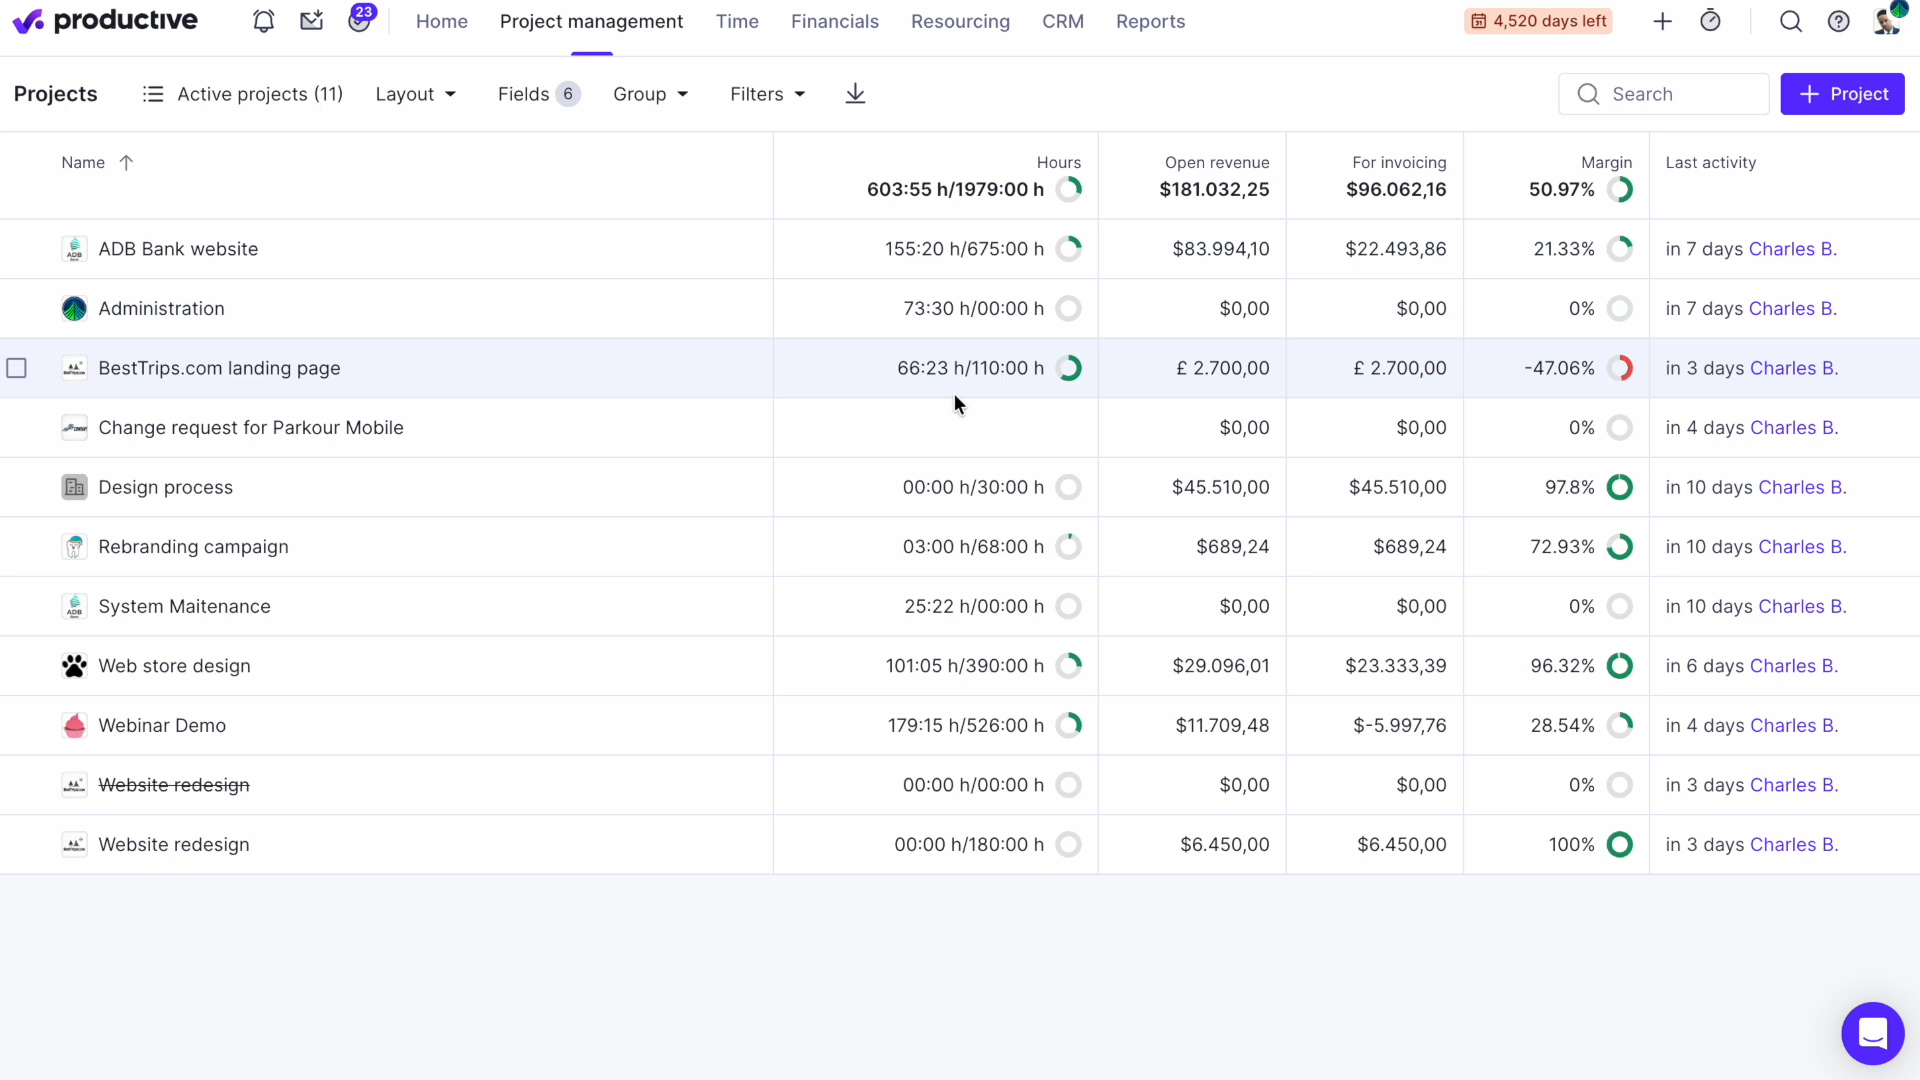 productive
23
Home
Project management
Time
Financials
Resourcing
CRM
Reports
4,520 days left
Projects
Active projects (11)
Layout
Fields 6
Group
Filters
Search
+ Project
Name
Hours
Open revenue
For invoicing
Margin
Last activity
603:55 h/1979:00 h
$181.032,25
$96.062,16
50.97%
ADB Bank website
155:20 h/675:00 h
$83.994,10
$22.493,86
21.33%
in 7 days Charles B.
Administration
73:30 h/00:00 h
$0,00
$0,00
0%
in 7 days Charles B.
BestTrips.com landing page
66:23 h/110:00 h
£ 2.700,00
£ 2.700,00
-47.06%
in 3 days Charles B.
Change request for Parkour Mobile
$0,00
$0,00
0%
in 4 days Charles B.
Design process
00:00 h/30:00 h
$45.510,00
$45.510,00
97.8%
in 10 days Charles B.
Rebranding campaign
03:00 h/68:00 h
$689,24
$689,24
72.93%
in 10 days Charles B.
System Maitenance
25:22 h/00:00 h
$0,00
$0,00
0%
in 10 days Charles B.
Web store design
101:05 h/390:00 h
$29.096,01
$23.333,39
96.32%
in 6 days Charles B.
Webinar Demo
179:15 h/526:00 h
$11.709,48
$-5.997,76
28.54%
in 4 days Charles B.
Website redesign
00:00 h/00:00 h
$0,00
$0,00
0%
in 3 days Charles B.
Website redesign
00:00 h/180:00 h
$6.450,00
$6.450,00
100%
in 3 days Charles B.